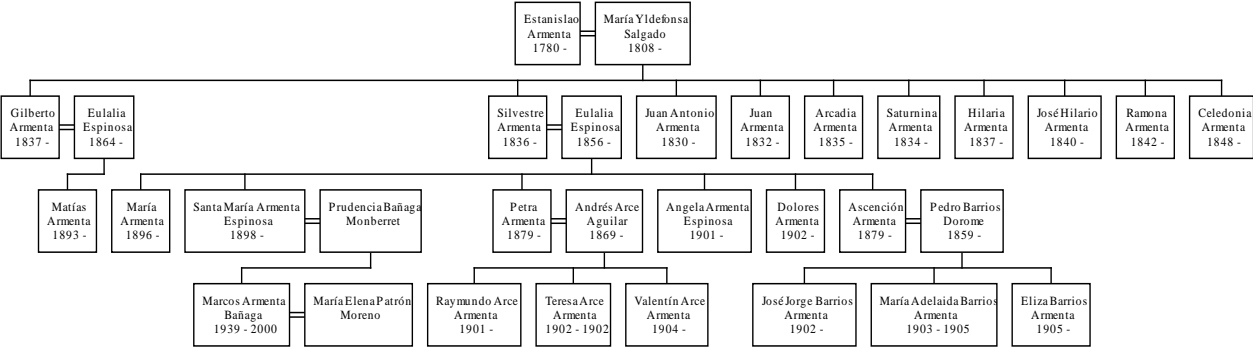 Estanislao
Armenta
1780 -
María Yldefonsa
Salgado
1808 -
Gilberto
Armenta
1837 -
Eulalia
Espinosa
1864 -
Silvestre
Armenta
1836 -
Eulalia
Espinosa
1856 -
Juan Antonio
Armenta
1830 -
Juan
Armenta
1832 -
Arcadia
Armenta
1835 -
Saturnina
Armenta
1834 -
Hilaria
Armenta
1837 -
José Hilario
Armenta
1840 -
Ramona
Armenta
1842 -
Celedonia
Armenta
1848 -
Matías
Armenta
1893 -
María
Armenta
1896 -
Santa María Armenta
Espinosa
1898 -
Prudencia Bañaga
Monberret
Petra
Armenta
1879 -
Andrés Arce
Aguilar
1869 -
Angela Armenta
Espinosa
1901 -
Dolores
Armenta
1902 -
Ascención
Armenta
1879 -
Pedro Barrios
Dorome
1859 -
Marcos Armenta
Bañaga
1939 - 2000
María Elena Patrón
Moreno
Raymundo Arce
Armenta
1901 -
Teresa Arce
Armenta
1902 - 1902
Valentín Arce
Armenta
1904 -
José Jorge Barrios
Armenta
1902 -
María Adelaida Barrios
Armenta
1903 - 1905
Eliza Barrios
Armenta
1905 -